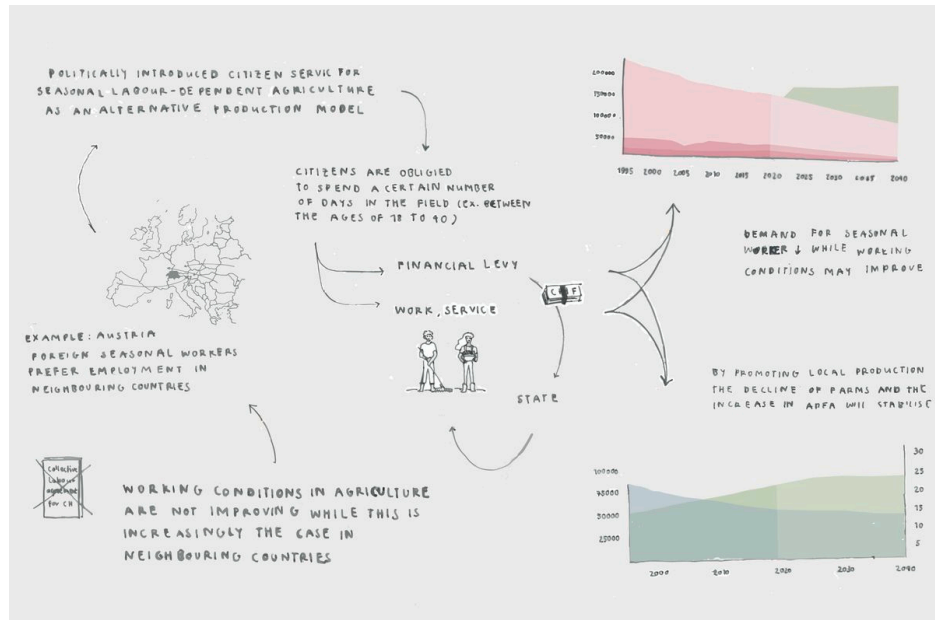 POLITICALLY INTRODUCED CITIZEN SERVIC FOR
SEASONAL-LABOUR-DEPENDENT AGRICULTURE
AS AN ALTERNATIVE PRODUCTION MODEL
CITIZENS ARE OBLIGIED
TO SPEND A CERTAIN NUMBER
OF DAYS IN THE FIELD (EX. BETWEEN
THE AGES OF 18 TO 40)
FINANCIAL LEVY
WORK, SERVICE
CHF
STATE
EXAMPLE: AUSTRIA
FOREIGN SEASONAL WORKERS
PREFER EMPLOYMENT IN
NEIGHBOURING COUNTRIES
Collective
Labour
agreement
for CH
WORKING CONDITIONS IN AGRICULTURE
ARE NOT IMPROVING WHILE THIS IS
INCREASINGLY THE CASE IN
NEIGHBOURING COUNTRIES
200000
150000
100000
50000
1995 2000 2005 2010 2015 2020 2025 2030 2035 2040
DEMAND FOR SEASONAL
WORKER ↓ WHILE WORKING
CONDITIONS MAY IMPROVE
BY PROMOTING LOCAL PRODUCTION
THE DECLINE OF FARMS AND THE
INCREASE IN AREA WILL STABILISE
100000
75000
50000
25000
30
25
20
15
10
5
2000 2010 2020 2030 2040